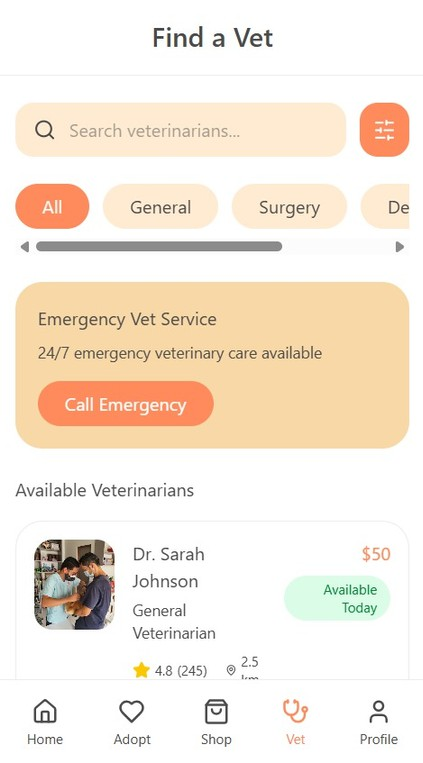 Find a Vet
Search veterinarians...
All General Surgery De
Emergency Vet Service
24/7 emergency veterinary care available
Call Emergency
Available Veterinarians
Dr. Sarah
Johnson
$50
Available
Today
General
Veterinarian
4.8 (245)
2.5
km
Home Adopt Shop Vet Profile